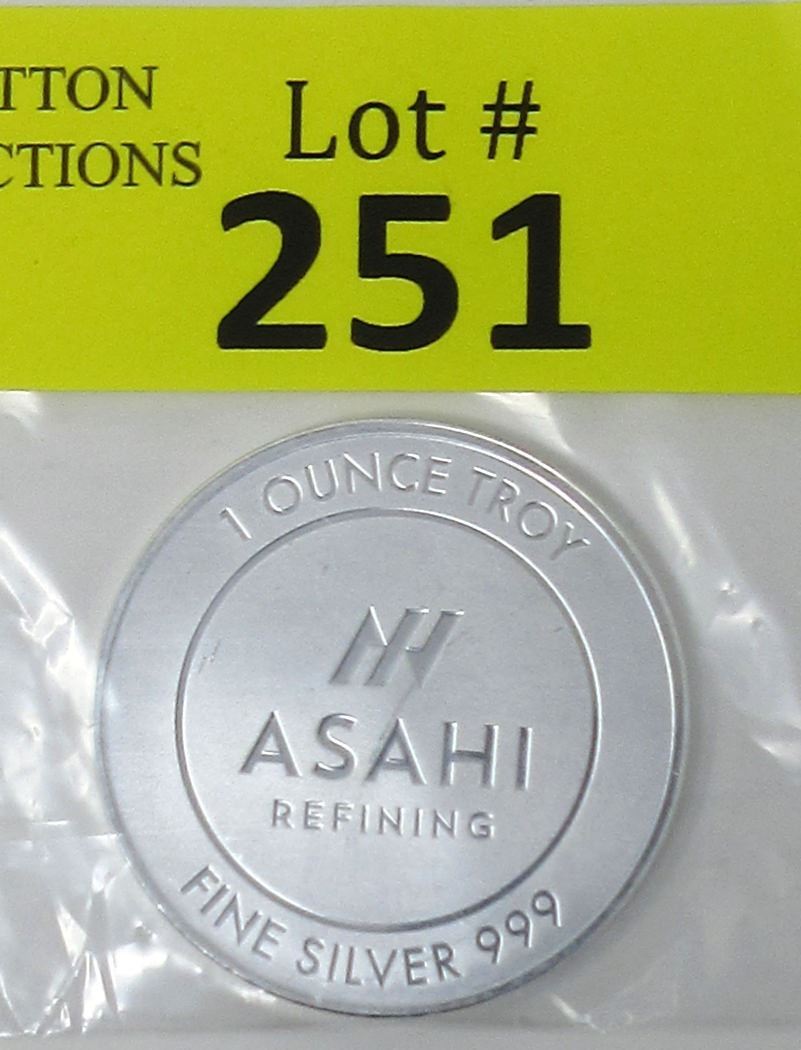 TTON
CTIONS
Lot #
251
1 OUNCE TROY
ASAHI
REFINING
FINE SILVER 999